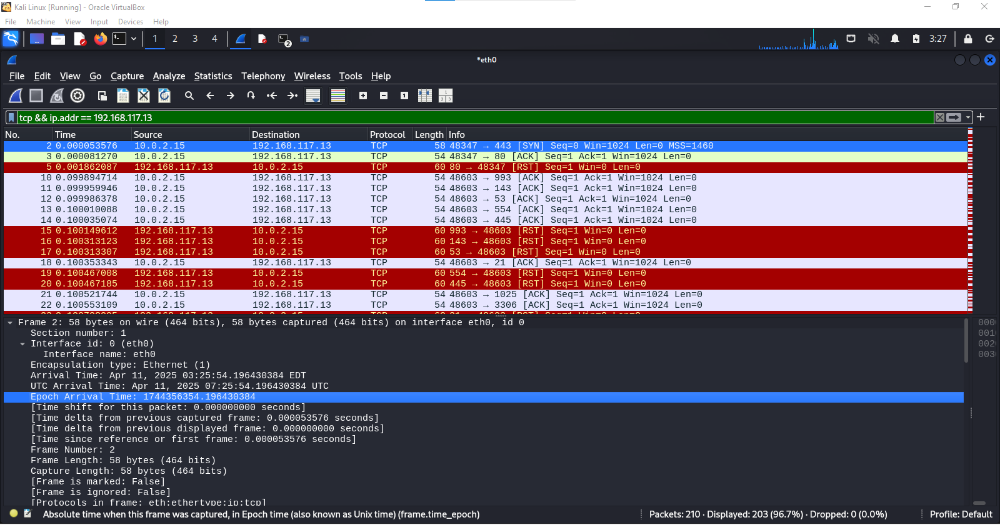 Kali Linux [Running] - Oracle VirtualBox
File Machine View Input Devices Help
1 2 3 4 2 3:27
*eth0
File Edit View Go Capture Analyze Statistics Telephony Wireless Tools Help
tcp && ip.addr == 192.168.117.13
No. Time Source Destination Protocol Length Info
2 0.000053576 10.0.2.15 192.168.117.13 TCP 58 48347 → 443 [SYN] Seq=0 Win=1024 Len=0 MSS=1460
3 0.000081270 10.0.2.15 192.168.117.13 TCP 54 48347 → 80 [ACK] Seq=1 Ack=1 Win=1024 Len=0
5 0.001862087 192.168.117.13 10.0.2.15 TCP 60 80 → 48347 [RST] Seq=1 Win=0 Len=0
10 0.099894714 10.0.2.15 192.168.117.13 TCP 54 48603 → 993 [ACK] Seq=1 Ack=1 Win=1024 Len=0
11 0.099959946 10.0.2.15 192.168.117.13 TCP 54 48603 → 143 [ACK] Seq=1 Ack=1 Win=1024 Len=0
12 0.099986378 10.0.2.15 192.168.117.13 TCP 54 48603 → 53 [ACK] Seq=1 Ack=1 Win=1024 Len=0
13 0.100010088 10.0.2.15 192.168.117.13 TCP 54 48603 → 554 [ACK] Seq=1 Ack=1 Win=1024 Len=0
14 0.100035074 10.0.2.15 192.168.117.13 TCP 54 48603 → 445 [ACK] Seq=1 Ack=1 Win=1024 Len=0
15 0.100149612 192.168.117.13 10.0.2.15 TCP 60 993 → 48603 [RST] Seq=1 Win=0 Len=0
16 0.100313123 192.168.117.13 10.0.2.15 TCP 60 143 → 48603 [RST] Seq=1 Win=0 Len=0
17 0.100313307 192.168.117.13 10.0.2.15 TCP 60 53 → 48603 [RST] Seq=1 Win=0 Len=0
18 0.100353343 10.0.2.15 192.168.117.13 TCP 54 48603 → 21 [ACK] Seq=1 Ack=1 Win=1024 Len=0
19 0.100467008 192.168.117.13 10.0.2.15 TCP 60 554 → 48603 [RST] Seq=1 Win=0 Len=0
20 0.100467185 192.168.117.13 10.0.2.15 TCP 60 445 → 48603 [RST] Seq=1 Win=0 Len=0
21 0.100521744 10.0.2.15 192.168.117.13 TCP 54 48603 → 1025 [ACK] Seq=1 Ack=1 Win=1024 Len=0
22 0.100553109 10.0.2.15 192.168.117.13 TCP 54 48603 → 3306 [ACK] Seq=1 Ack=1 Win=1024 Len=0
Frame 2: 58 bytes on wire (464 bits), 58 bytes captured (464 bits) on interface eth0, id 0
Section number: 1
Interface id: 0 (eth0)
Interface name: eth0
Encapsulation type: Ethernet (1)
Arrival Time: Apr 11, 2025 03:25:54.196430384 EDT
UTC Arrival Time: Apr 11, 2025 07:25:54.196430384 UTC
Epoch Arrival Time: 1744356354.196430384
[Time shift for this packet: 0.000000000 seconds]
[Time delta from previous captured frame: 0.000053576 seconds]
[Time delta from previous displayed frame: 0.000000000 seconds]
[Time since reference or first frame: 0.000053576 seconds]
Frame Number: 2
Frame Length: 58 bytes (464 bits)
Capture Length: 58 bytes (464 bits)
[Frame is marked: False]
[Frame is ignored: False]
[Protocols in frame: eth:ethertype:ip:tcp]
Absolute time when this frame was captured, in Epoch time (also known as Unix time) (frame.time_epoch)
Packets: 210 · Displayed: 203 (96.7%) · Dropped: 0 (0.0%)
Profile: Default